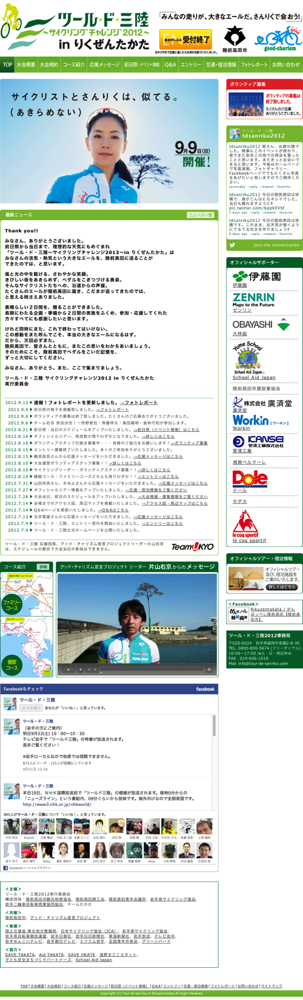 ツール・ド・三陸
〜サイクリングチャレンジ2012〜
in りくぜんたかた
「みんなの走りが、大きなエールだ。さんりくで会おう!」
参加申し込み 受付終了
おかげさまで定員に達したため受付を終了いたしました。
陸前高田市
good-charism
TOP 大会概要 大会規約 コース紹介 応援メッセージ 前日祭(イベント情報) Q&A エントリー 交通・宿泊情報 フォトレポート お問い合わせ
サイクリストとさんりくは、似てる。
（あきらめない）
9月9日(日)
開催!
ボランティア募集
VOLUNTEER
ボランティアの募集は
終了致しました。
たくさんのご応募
ありがとうございました。
ツール・ド・三陸
tdsanriku2012
tdsanriku2012 皆さん、お疲れ様でした。無事にこのイベントが終わり、皆でまた来年この地での再会を誓ったことと思います。またきっとお会いできると思います。今後はホームページで写真速報、フォトギャラリー、Facebookページででもたくさん写真をあげたいと思いますのでご期待ください。
yesterday · reply · retweet · favorite
tdsanriku2012 今日の陸前高田は快晴で、海がこんなにもキレイでした。当日も晴れますように!!
pic.twitter.com/6ppKEVSF
5 days ago · reply · retweet · favorite
tdsanriku2012 今日の陸前高田は快晴です。このまま、お天気が続くようにてるてる坊主を作りましょう!!
6 days ago · reply · retweet · favorite
Join the conversation
最新ニュース
ニュース一覧
Thank you!!
みなさん、ありがとうございました。
前日祭から当日まで、理想的な天気にもめぐまれ
「ツール・ド・三陸〜サイクリングチャレンジ2012〜in りくぜんたかた」は
みなさんの活気・熱気という大きなエールを、陸前高田に送ることが
できたのでは、と思います。
風と光の中を駆ける、さわやかな笑顔。
きびしい坂をあきらめず、ペダルをこぎつづける勇姿。
そんなサイクリストたちへの、沿道からの声援。
たくさんのエールが陸前高田に届き、こだまが返ってきたのでは、
と思える時さえありました。
素晴らしい２日間を、贈ることができました。
長期にわたる企画・準備から２日間の実施をふくめ、参加・応援してくれた
方々すべてにも感謝したいと思います。
けれど同時にまた、これで終わってはいけない。
この感動をまた呼んでこそ、本当の大きなエールになるはず。
だから、次回必ずまた。
陸前高田で、皆さんとともに、またこの思いをわかちあいましょう。
そのためにこそ、陸前高田でペダルをこいだ記憶を、
ずっと大切にしてください。
みなさん、ありがとう。また、ここで集まりましょう。
ツール・ド・三陸 サイクリングチャレンジ2012 in りくぜんたかた
実行委員会
2012.9.12 速報！フォトレポートを更新しました。→フォトレポート
2012.9.9 前日祭の様子を掲載致しました。→フォトレポート
2012.9.6 ボランティアの募集は終了致しました。たくさんのご応募ありがとうございました。
2012.9.6 チーム右京 参加決定！！狩野智也・斉藤祥太・高田義明・倉林巧和が参加します。
2012.8.21 前日祭・当日のスケジュールをアップいたしました。→前日祭（イベント情報）はこちら
2012.8.18 オフィシャルツアー、残室数が残りわずかとなりました。→詳しくはこちら
2012.8.16 ボランティアスタッフ引続き募集中・・・皆様のご協力をお願いします！→ボランティア募集
2012.8.15 エントリー募集終了いたしました。多くのご参加ありがとうございました。
2012.8.15 鶴見辰吾さんから応援メッセージをいただきました。→応援メッセージはこちら
2012.8.10 大会運営ボランティアスタッフ募集！！→詳しくはこちら
2012.8.10 サイクリングリーダー・ボランティアスタッフ募集！！→詳しくはこちら
2012.8.10 健脚コース・ファミリーコースどちらも残りわずか！！→エントリーはこちら
2012.7.31 山田玲奈さん、きぬよさんから応援メッセージをいただきました。→応援メッセージはこちら
2012.7.27 オフィシャルツアー情報をアップいたしました。→交通・宿泊情報をご覧ください
2012.7.26 大会当日、前日のスケジュールをアップいたしました。→大会情報・募集情報をご覧ください
2012.7.14 会場までのアクセス図、周辺マップを掲載いたしました。→アクセス図・周辺マップはこちら
2012.7.14 Q&Aページを更新いたしました。→Q&Aはこちら
2012.7.13 玉井雪雄さんから応援メッセージをいただきました。→応援メッセージはこちら
2012.7.9 ツール・ド・三陸、エントリー受付を開始いたしました。→エントリーはこちら
2012.7.9 ツール・ド・三陸公式ホームページを公開いたしました。
ツール・ド・三陸 応援団長、グッド・チャリズム宣言プロジェクトリーダー片山右京
は、スケジュールの都合で大会当日の参加はできません。
TeamUKYO
オフィシャルサポーター
伊藤園
伊藤園
ZENRIN
Maps to the Future
ゼンリン
OBAYASHI
大林組
Yume School
School Aid Japan
School Aid Japan
陸前高田市建設業協会
株式会社 廣済堂
廣済堂
Workin [ワーキン]
Workin
KANSEI
管清工業株式会社
管清工業
湘南ベルマーレ
Dole
ドール
ホダカ
le coq sportif
le coq sportif
オフィシャルツアー・宿泊情報
オフィシャルツアー
及び、宿泊施設を
ご案内いたします。
詳しくはこちら
<Facebook>
がんばっぺし 陸前高田
Rikuzentakata / がんばっぺし陸前高田【陸前高田市】
ツール・ド・三陸2012事務局
〒020-0024　岩手県盛岡市菜園2-8-35
TEL. 0800-800-5674 (フリーダイヤル)
10:00〜17:00 /※土・日・祝日休み
FAX . 019-656-1016
Mail. info@tour-de-sanriku.com
コース紹介
詳細
ファミリー
コース
健脚
コース
グッド・チャリズム宣言プロジェクト リーダー 片山右京 からの メッセージ
Facebookもチェック
facebook
ツール・ド・三陸
いいね！ あなたが「いいね！」と言っています。
ツール・ド・三陸
〔岩手の方にご案内〕
明日9月22(土) 10：00〜10：30
テレビ岩手で「ツールド三陸」の特番が放送されます。
是非ご覧ください！
※岩手ローカルなので他県では視聴できません。
873人にリーチ・135人が話題にしています
9月21日 12:18
ツール・ド・三陸
本日19日、ＮＨＫ国際放送局で「ツールド三陸」の模様が放送されます。毎時0分からの
「ニューズライン」という番組内、09分くらいから放映です。海外向けなので全部英語です。
http://www3.nhk.or.jp/nhkworld/
905人がツール・ド・三陸について「いいね！」と言っています。
Kiyoshi
Nobu
Keiju
Facebookソーシャルプラグイン
＜主催＞
ツール・ド・三陸2012実行委員会
構成団体：陸前高田市観光物産協会、陸前高田商工会、陸前高田青年会議所、岩手県サイクリング協会、
岩手二輪車自転車商業協同組合、チームたかた
＜共催＞
陸前高田市、グッド・チャリズム宣言プロジェクト
＜後援＞
国土交通省 東北地方整備局、日本サイクリング協会（JCA）、岩手県サイクリング協会、
岩手県自転車競技連盟、岩手日報社、岩手日日新聞社、東海新報社、岩手放送、テレビ岩手、
岩手めんこいテレビ、岩手朝日テレビ、エフエム岩手、全国青年市長会、グリーンバード
＜協力＞
SAVE TAKATA、Aid TAKATA、SAVE IWATE、遠野まごころネット、
子ども安全まちづくりパートナーズ、School Aid Japan
TOP | 大会概要 | 大会規約 | コース紹介 | 応援メッセージ | 前日祭（イベント情報） | Q&A | エントリー | 交通・宿泊情報 | フォトレポート | お問い合わせ | サイトマップ
Copyright (C) Tour de Sanriku in Rikuzentakata All Right Reseved.